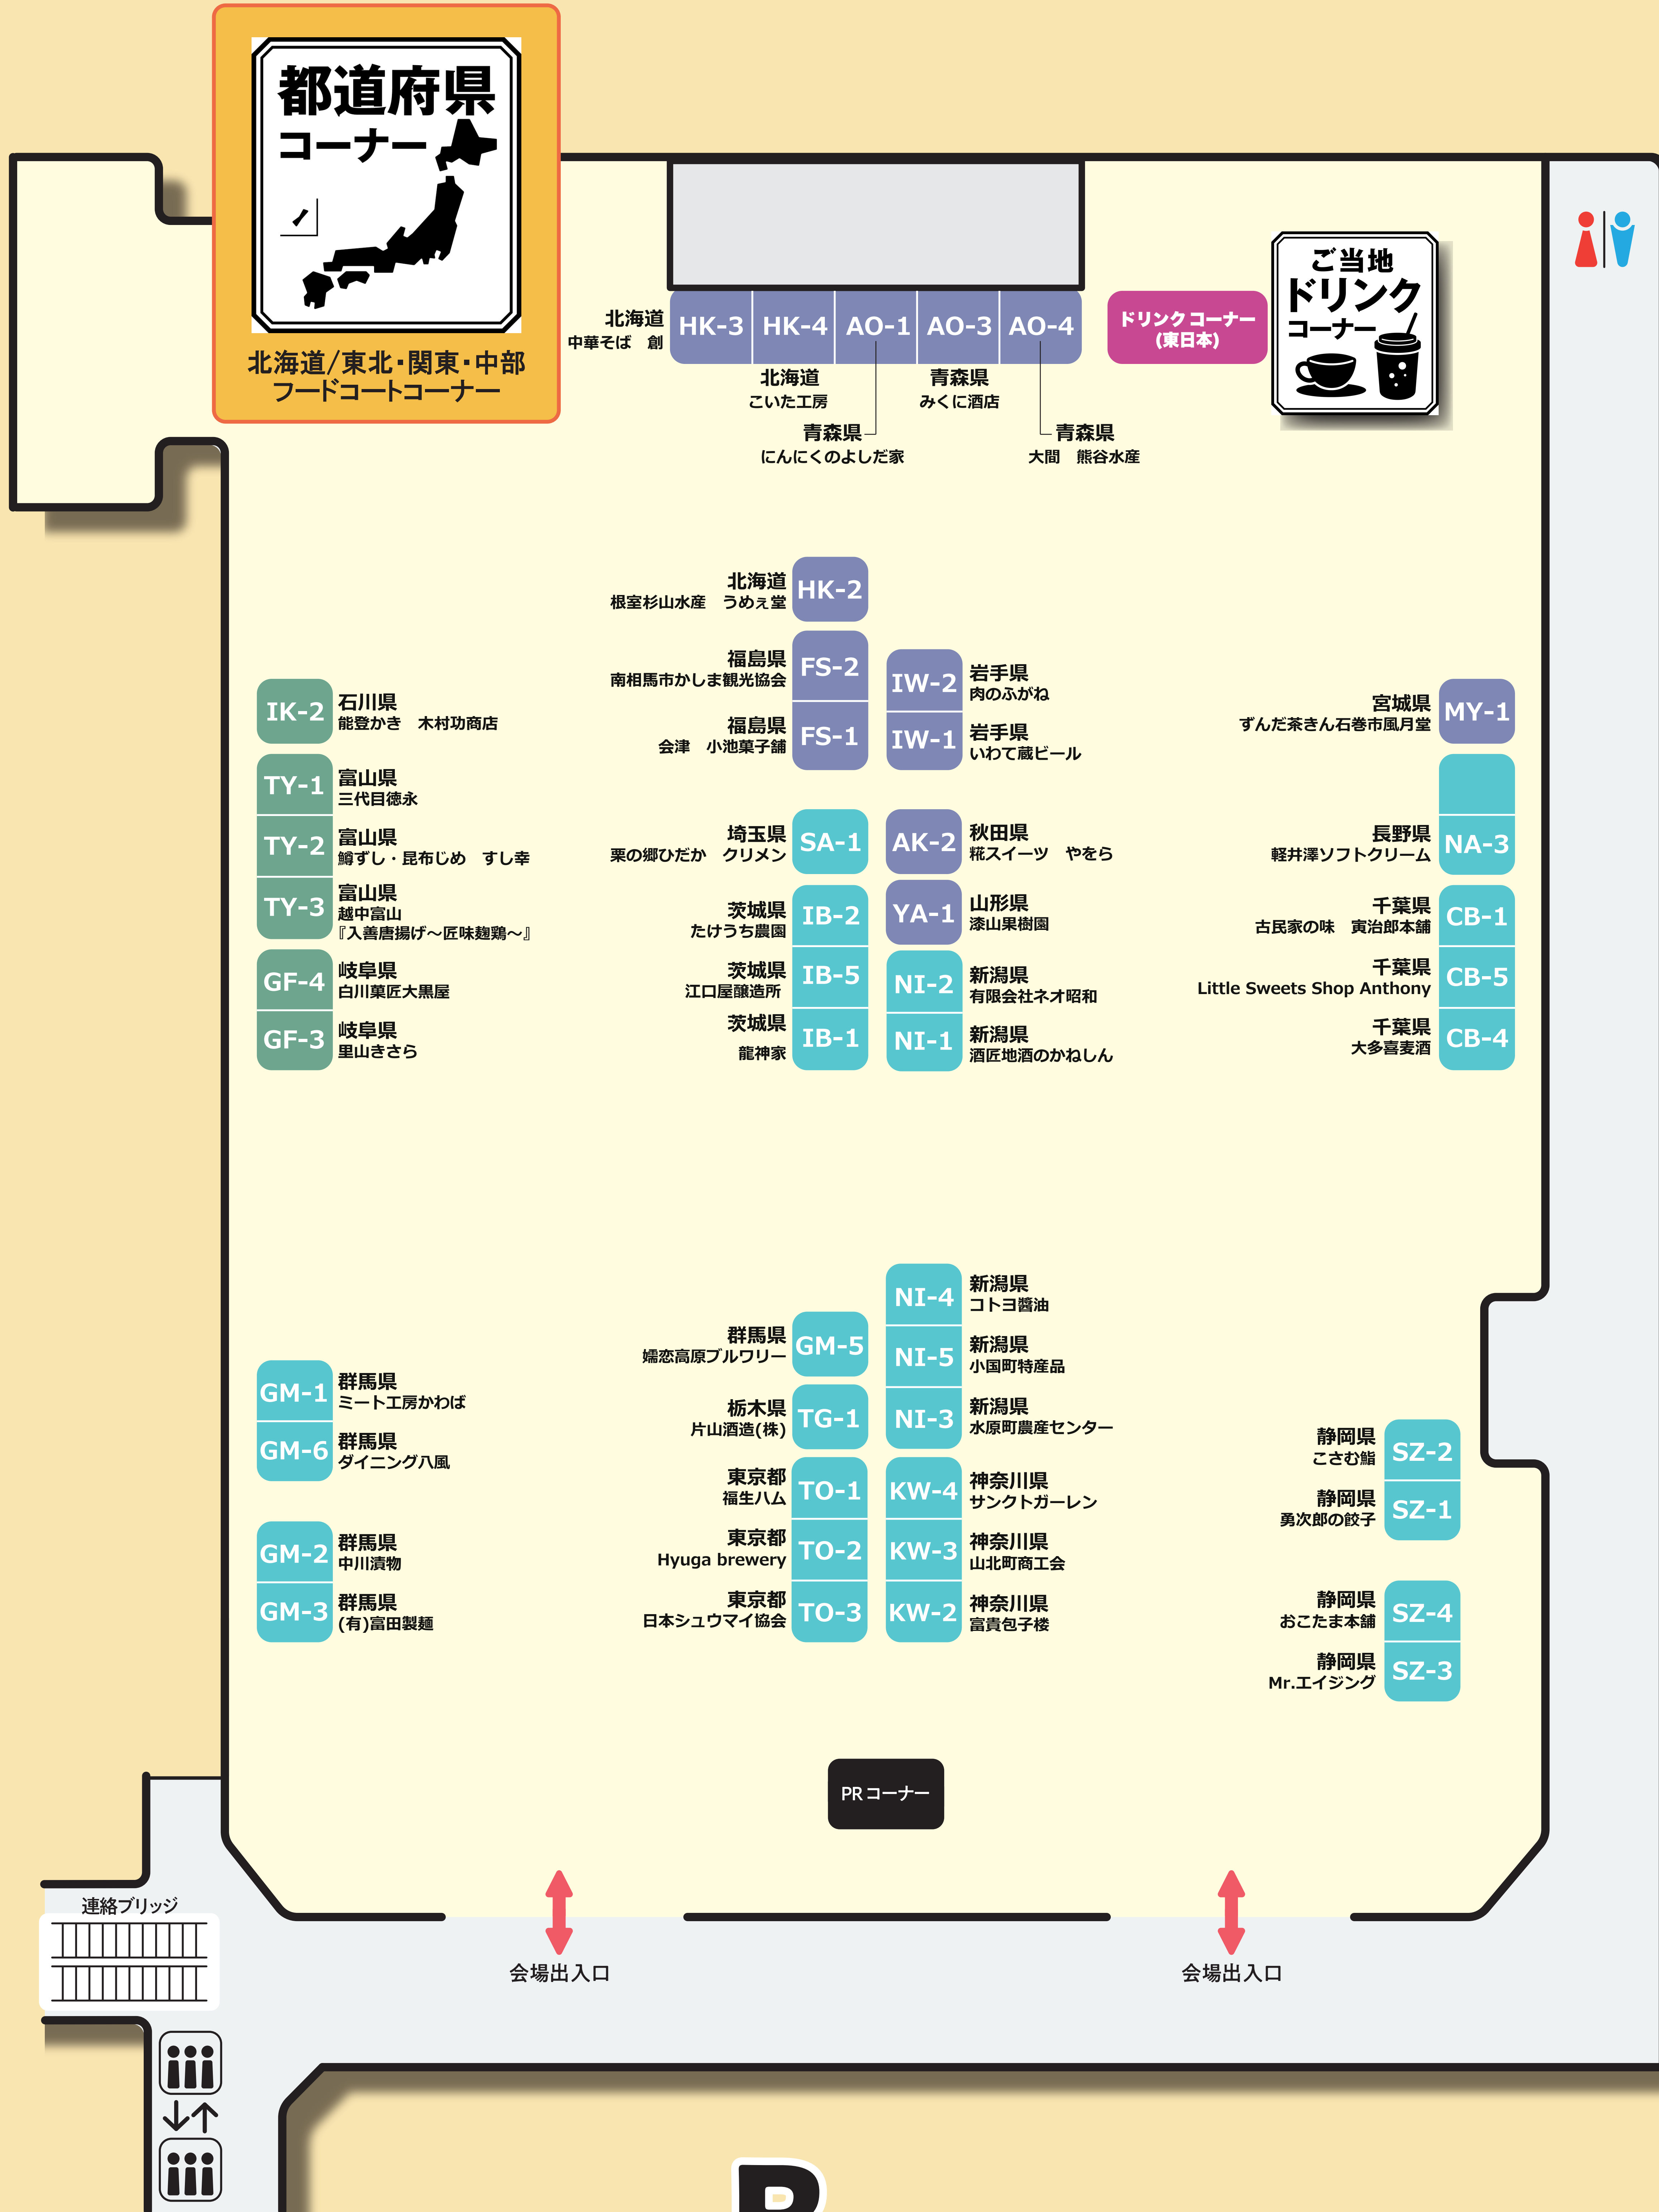 都道府県
コーナー
北海道/東北・関東・中部
フードコートコーナー
ご当地
ドリンク
コーナー
ドリンク コーナー
(東日本)
北海道
中華そば　創
HK-3
HK-4
AO-1
AO-3
AO-4
北海道
こいた工房
青森県
みくに酒店
青森県
にんにくのよしだ家
青森県
大間　熊谷水産
北海道
根室杉山水産　うめぇ堂
HK-2
福島県
南相馬市かしま観光協会
FS-2
福島県
会津　小池菓子舗
FS-1
IW-2
岩手県
肉のふがね
IW-1
岩手県
いわて蔵ビール
IK-2
石川県
能登かき　木村功商店
TY-1
富山県
三代目徳永
TY-2
富山県
鱒ずし・昆布じめ　すし幸
TY-3
富山県
越中富山
『入善唐揚げ～匠味麹鶏～』
GF-4
岐阜県
白川菓匠大黒屋
GF-3
岐阜県
里山きさら
埼玉県
栗の郷ひだか　クリメン
SA-1
茨城県
たけうち農園
IB-2
茨城県
江口屋醸造所
IB-5
茨城県
龍神家
IB-1
AK-2
秋田県
糀スイーツ　やをら
YA-1
山形県
漆山果樹園
NI-2
新潟県
有限会社ネオ昭和
NI-1
新潟県
酒匠地酒のかねしん
宮城県
ずんだ茶きん石巻市風月堂
MY-1
長野県
軽井澤ソフトクリーム
NA-3
千葉県
古民家の味　寅治郎本舗
CB-1
千葉県
Little Sweets Shop Anthony
CB-5
千葉県
大多喜麦酒
CB-4
GM-1
群馬県
ミート工房かわば
GM-6
群馬県
ダイニング八風
GM-2
群馬県
中川漬物
GM-3
群馬県
(有)富田製麺
群馬県
嬬恋高原ブルワリー
GM-5
栃木県
片山酒造(株)
TG-1
東京都
福生ハム
TO-1
東京都
Hyuga brewery
TO-2
東京都
日本シュウマイ協会
TO-3
NI-4
新潟県
コトヨ醤油
NI-5
新潟県
小国町特産品
NI-3
新潟県
水原町農産センター
KW-4
神奈川県
サンクトガーレン
KW-3
神奈川県
山北町商工会
KW-2
神奈川県
富貴包子楼
静岡県
こさむ鮨
SZ-2
静岡県
勇次郎の餃子
SZ-1
静岡県
おこたま本舗
SZ-4
静岡県
Mr.エイジング
SZ-3
PR コーナー
連絡ブリッジ
会場出入口
会場出入口